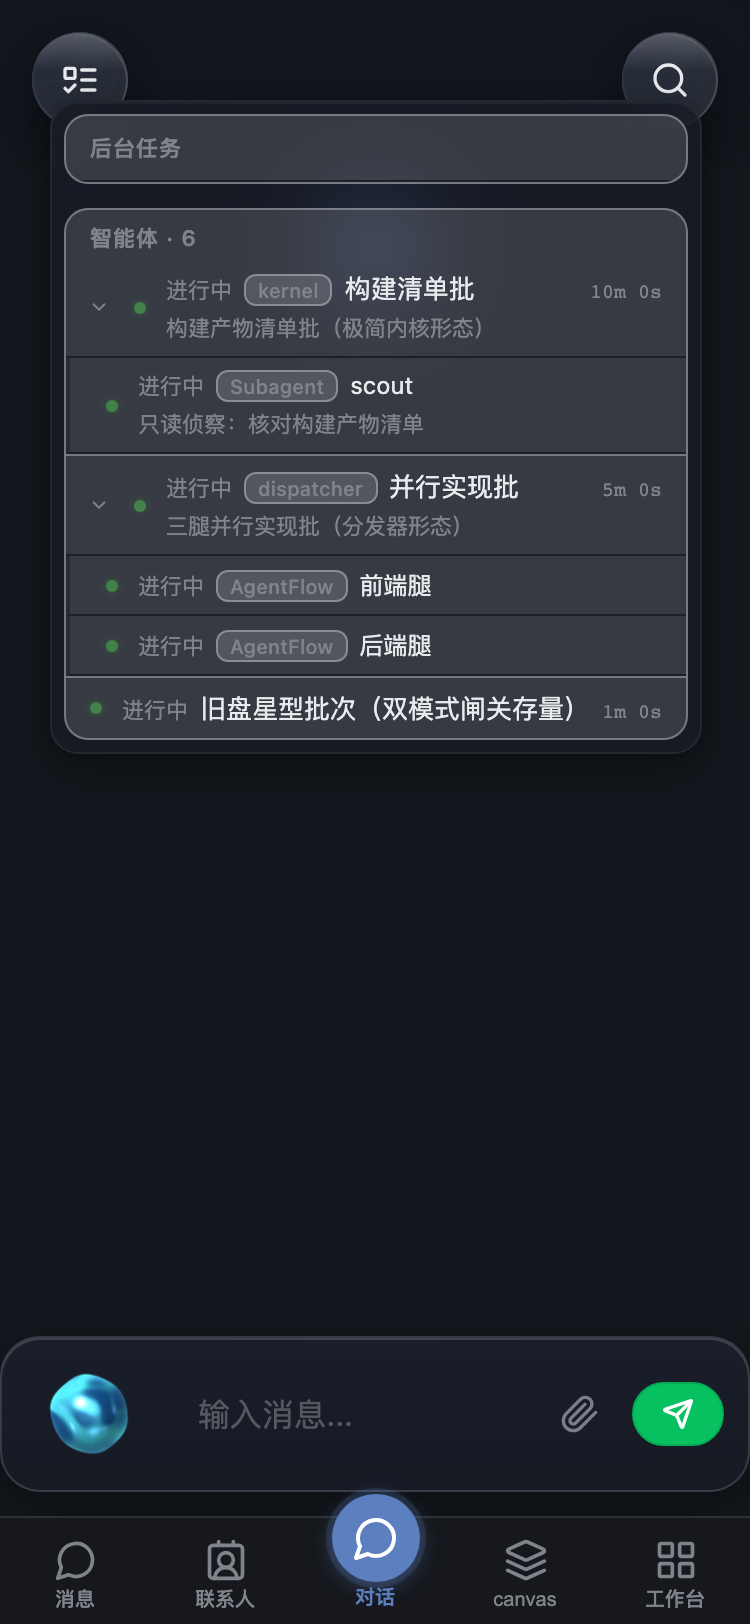 后台任务
智能体 · 6
进行中 kernel 构建清单批 10m 0s
构建产物清单批（极简内核形态）
进行中 Subagent scout
只读侦察：核对构建产物清单
进行中 dispatcher 并行实现批 5m 0s
三腿并行实现批（分发器形态）
进行中 AgentFlow 前端腿
进行中 AgentFlow 后端腿
进行中 旧盘星型批次（双模式闸关存量） 1m 0s
输入消息...
消息 联系人 对话 canvas 工作台